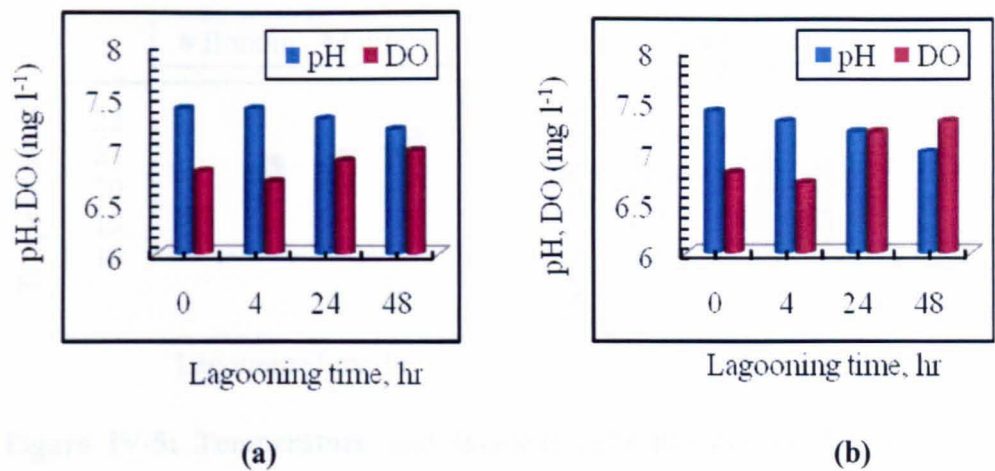 pH, DO (mg l⁻¹)
8
7.5
7
6.5
6
pH DO
0 4 24 48
Lagooning time, hr
(a)
pH, DO (mg l⁻¹)
8
7.5
7
6.5
6
pH DO
0 4 24 48
Lagooning time, hr
(b)